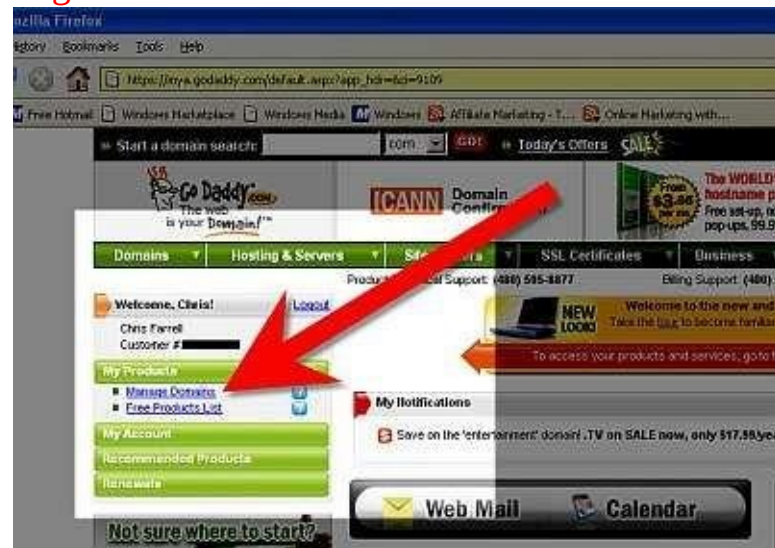 ozilla Firefox
History Bookmarks Tools Help
https://mya.godaddy.com/default.aspx?app_hdr=&ci=9109
Free Hotmail Windows Marketplace Windows Media Windows Affiliate Marketing - T... Online Marketing with...
Start a domain search: com GO! Today's Offers SALE
Go Daddy.com
The web
is your Domain!™
ICANN Domain
From
$3.
The WORLD'
hostname p
Free set-up, n
pop-ups, 99.9
Domains Hosting & Servers SSL Certificates Business
Support: (480) 505-8877 Billing Support: (480)
Welcome, Chris! Logout
Chris Farrell
Customer #
NEW
LOOK!
Welcome to the new and
Take the tour to become familia
To access your products and services, go to t
My Products
Manage Domains
Free Products List
My Account
Recommended Products
Renewals
My Notifications
Save on the 'entertainment' domain! .TV on SALE now, only $17.99/yea
Web Mail Calendar
Not sure where to start?